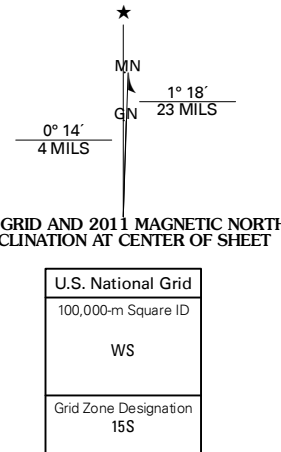 ★
MN
GN
1° 18´
23 MILS
0° 14´
4 MILS
GRID AND 2011 MAGNETIC NORTH
CLINATION AT CENTER OF SHEET
U.S. National Grid
100,000-m Square ID
WS
Grid Zone Designation
15S